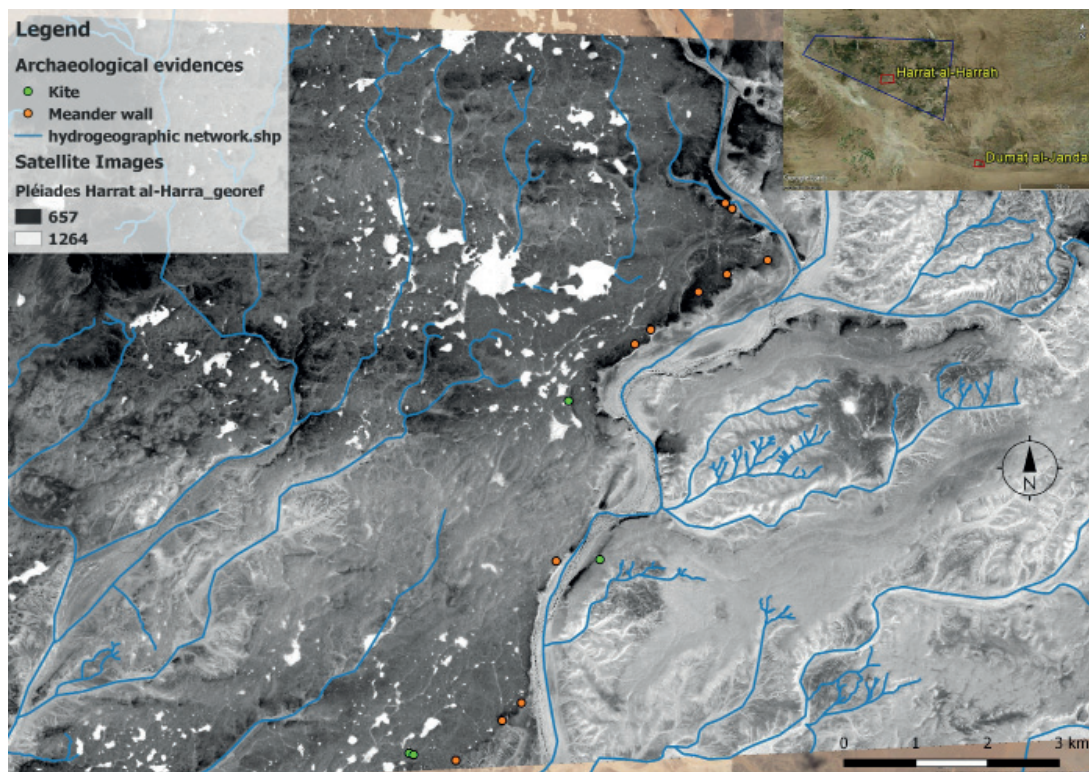 Legend
Archaeological evidences
Kite
Meander wall
hydrogeographic network.shp
Satellite Images
Pléiades Harrat al-Harra_georef
657
1264
Harrat al-Harrah
Dumat al-Jandal
N
0 1 2 3 km